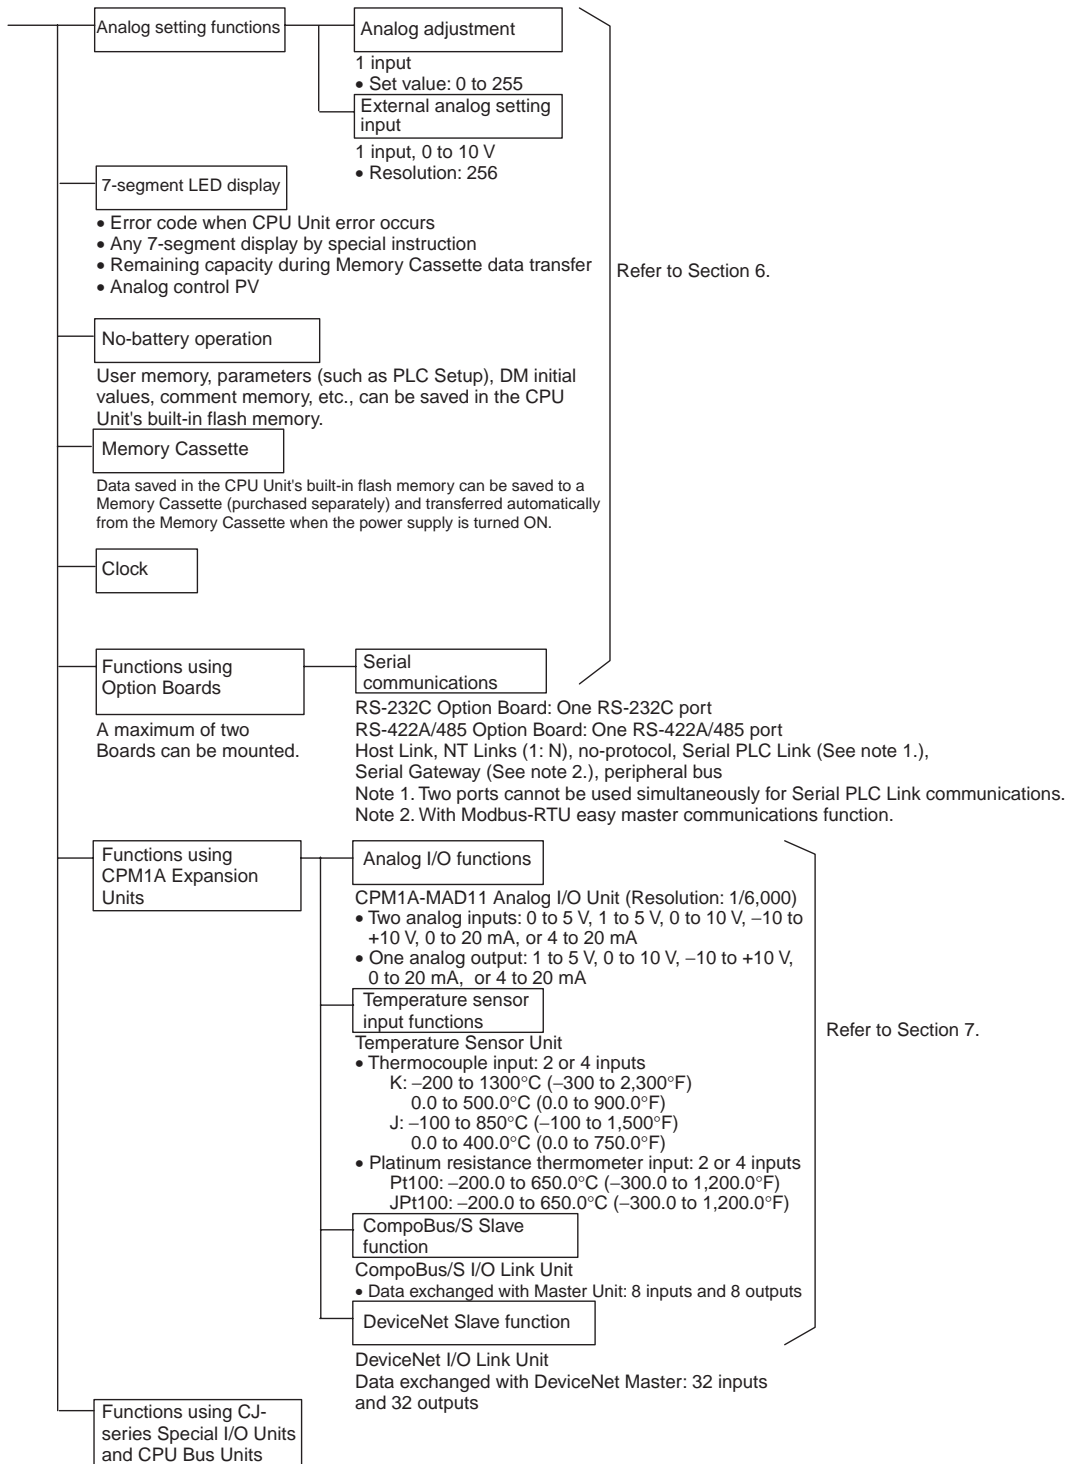 Analog setting functions
Analog adjustment
1 input
• Set value: 0 to 255
External analog setting
input
1 input, 0 to 10 V
• Resolution: 256
7-segment LED display
• Error code when CPU Unit error occurs
• Any 7-segment display by special instruction
• Remaining capacity during Memory Cassette data transfer
• Analog control PV
Refer to Section 6.
No-battery operation
User memory, parameters (such as PLC Setup), DM initial
values, comment memory, etc., can be saved in the CPU
Unit's built-in flash memory.
Memory Cassette
Data saved in the CPU Unit's built-in flash memory can be saved to a
Memory Cassette (purchased separately) and transferred automatically
from the Memory Cassette when the power supply is turned ON.
Clock
Functions using
Option Boards
A maximum of two
Boards can be mounted.
Serial
communications
RS-232C Option Board: One RS-232C port
RS-422A/485 Option Board: One RS-422A/485 port
Host Link, NT Links (1: N), no-protocol, Serial PLC Link (See note 1.),
Serial Gateway (See note 2.), peripheral bus
Note 1. Two ports cannot be used simultaneously for Serial PLC Link communications.
Note 2. With Modbus-RTU easy master communications function.
Functions using
CPM1A Expansion
Units
Analog I/O functions
CPM1A-MAD11 Analog I/O Unit (Resolution: 1/6,000)
• Two analog inputs: 0 to 5 V, 1 to 5 V, 0 to 10 V, −10 to
+10 V, 0 to 20 mA, or 4 to 20 mA
• One analog output: 1 to 5 V, 0 to 10 V, −10 to +10 V,
0 to 20 mA, or 4 to 20 mA
Temperature sensor
input functions
Temperature Sensor Unit
• Thermocouple input: 2 or 4 inputs
K: −200 to 1300°C (−300 to 2,300°F)
0.0 to 500.0°C (0.0 to 900.0°F)
J: −100 to 850°C (−100 to 1,500°F)
0.0 to 400.0°C (0.0 to 750.0°F)
• Platinum resistance thermometer input: 2 or 4 inputs
Pt100: −200.0 to 650.0°C (−300.0 to 1,200.0°F)
JPt100: −200.0 to 650.0°C (−300.0 to 1,200.0°F)
Refer to Section 7.
CompoBus/S Slave
function
CompoBus/S I/O Link Unit
• Data exchanged with Master Unit: 8 inputs and 8 outputs
DeviceNet Slave function
DeviceNet I/O Link Unit
Data exchanged with DeviceNet Master: 32 inputs
and 32 outputs
Functions using CJ-
series Special I/O Units
and CPU Bus Units